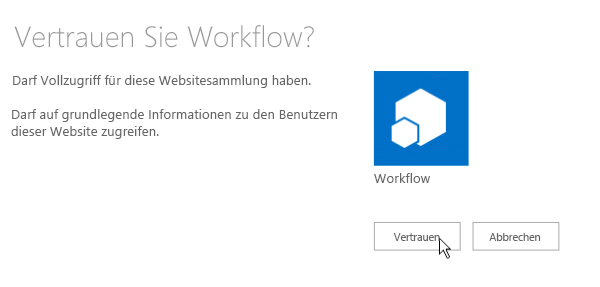 Vertrauen Sie Workflow?
Darf Vollzugriff für diese Websitesammlung haben.
Darf auf grundlegende Informationen zu den Benutzern
dieser Website zugreifen.
Workflow
Vertrauen
Abbrechen